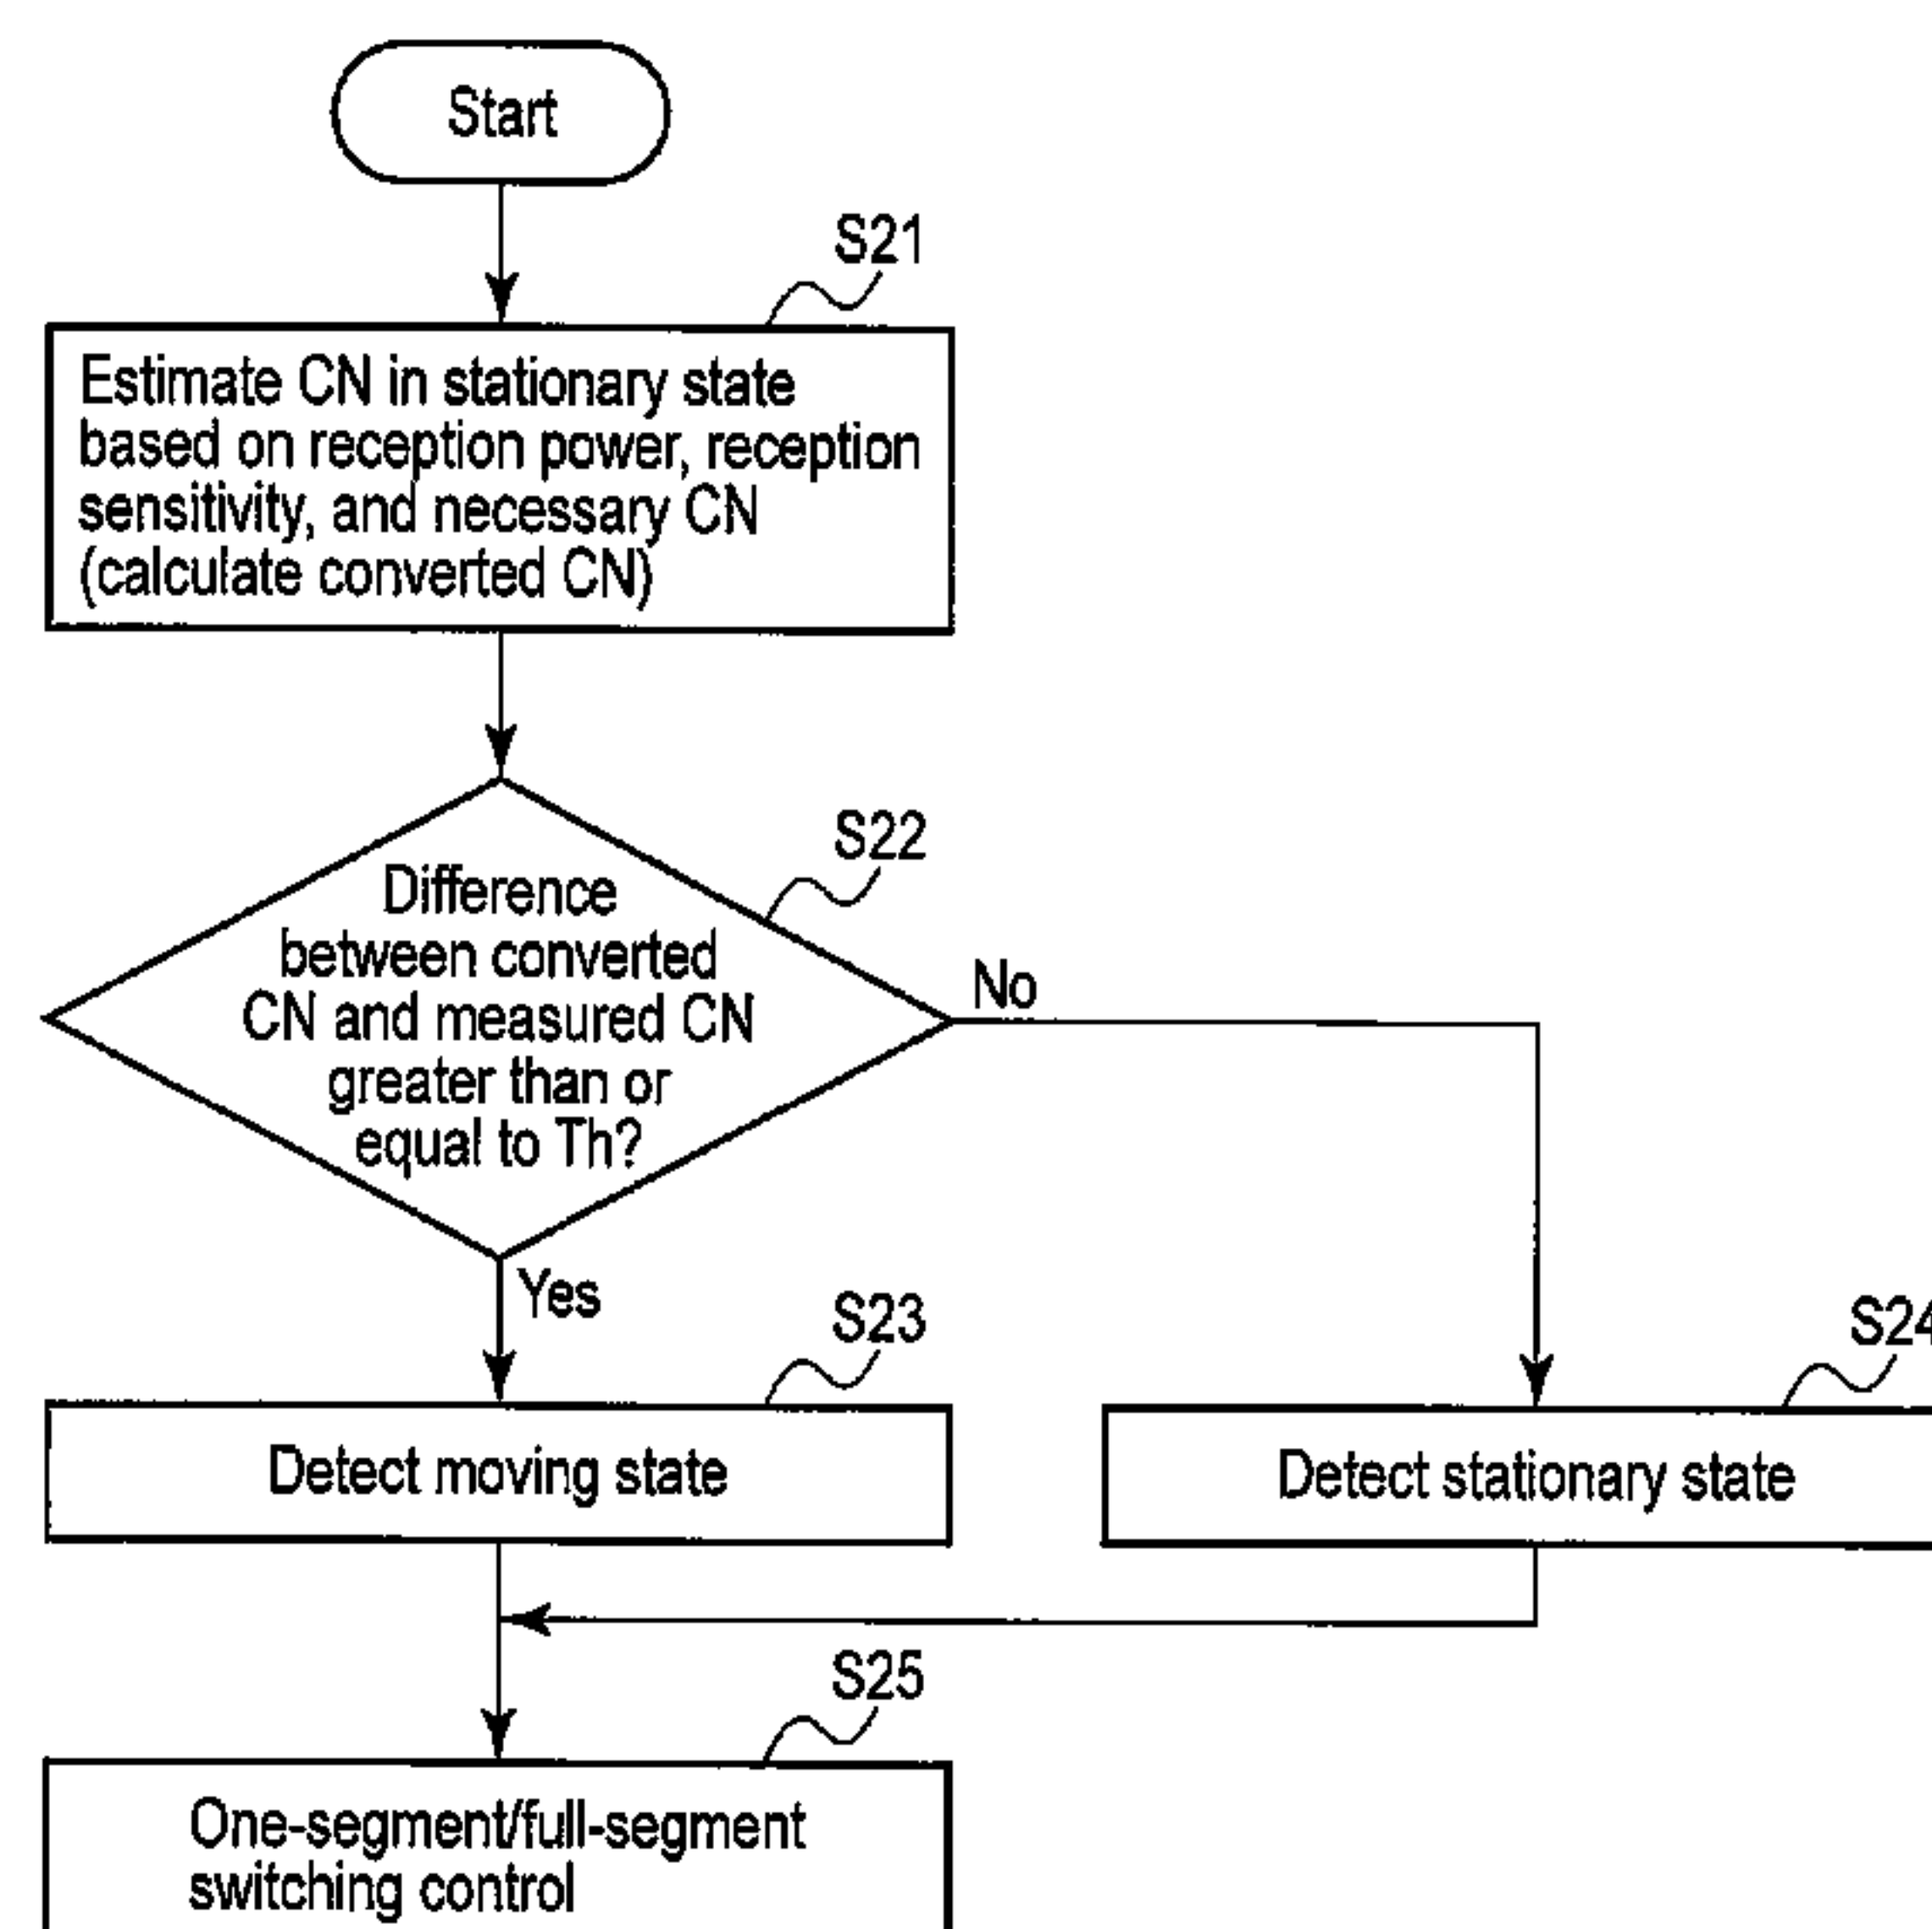 Start
S21
Estimate CN in stationary state
based on reception power, reception
sensitivity, and necessary CN
(calculate converted CN)
S22
Difference
between converted
CN and measured CN
greater than or
equal to Th?
No
Yes
S23
S24
Detect moving state
Detect stationary state
S25
One-segment/full-segment
switching control